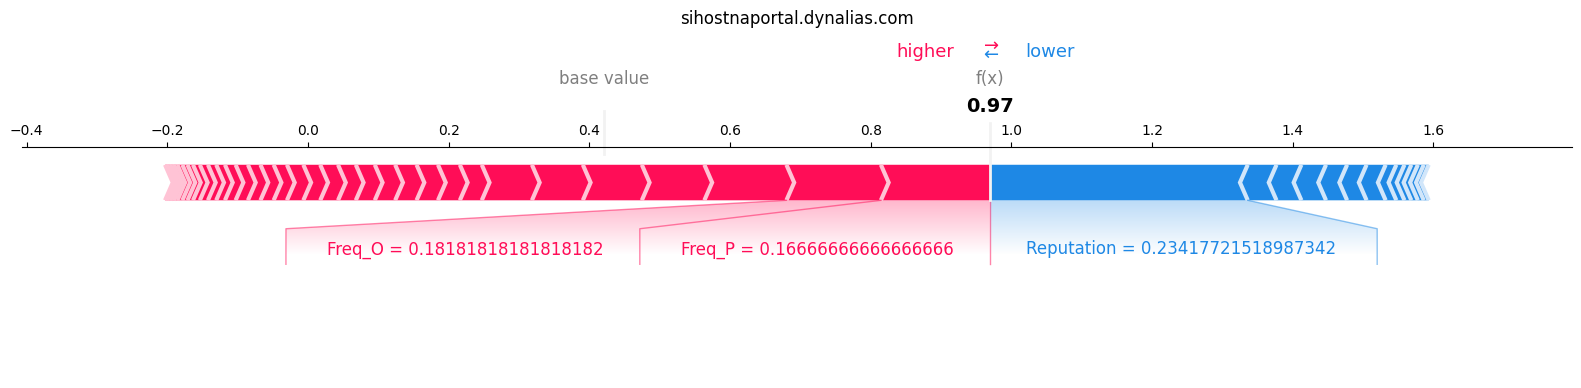 sihostnaportal.dynalias.com
higher ⇄ lower
base value f(x)
0.97
−0.4 −0.2 0.0 0.2 0.4 0.6 0.8 1.0 1.2 1.4 1.6
Freq_O = 0.18181818181818182 Freq_P = 0.16666666666666666 Reputation = 0.23417721518987342